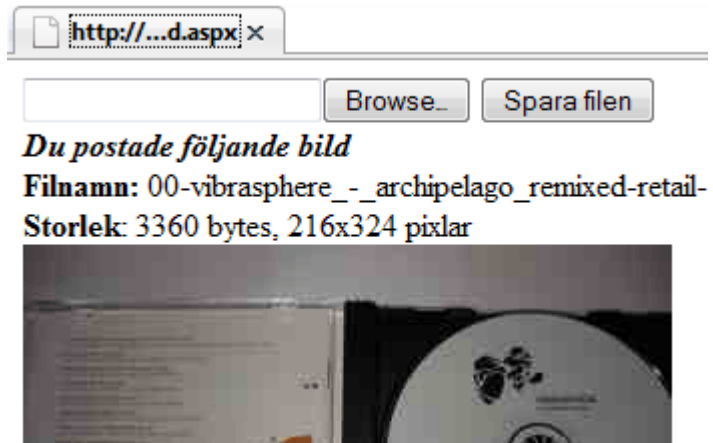 http://...d.aspx
Browse... Spara filen
Du postade följande bild
Filnamn: 00-vibrasphere_-_archipelago_remixed-retail-
Storlek: 3360 bytes, 216x324 pixlar